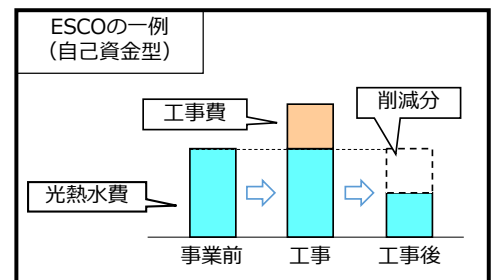 ESCOの一例
（自己資金型）
工事費
削減分
光熱水費
事業前
工事
工事後